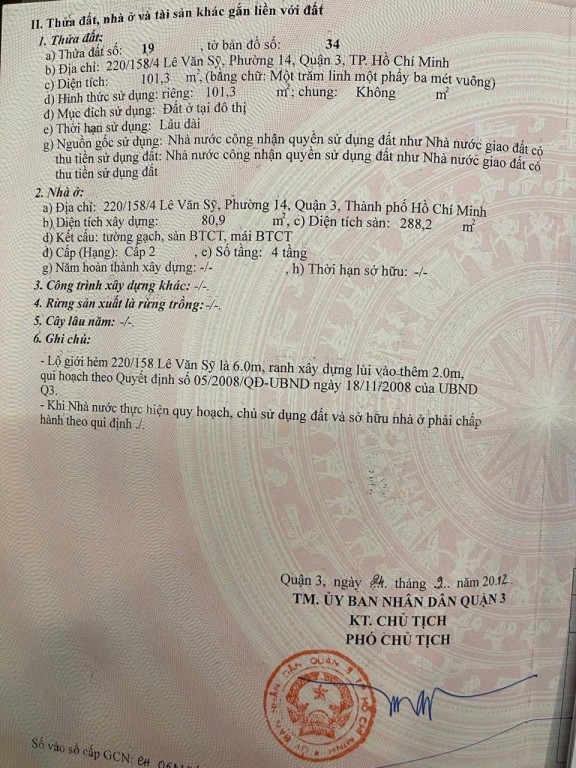 II. Thửa đất, nhà ở và tài sản khác gắn liền với đất
1. Thửa đất:
a) Thửa đất số: 19 , tờ bản đồ số: 34
b) Địa chỉ: 220/158/4 Lê Văn Sỹ, Phường 14, Quận 3, TP. Hồ Chí Minh
c) Diện tích: 101,3 m², (bằng chữ: Một trăm linh một phẩy ba mét vuông)
d) Hình thức sử dụng: riêng: 101,3 m²; chung: Không m²
đ) Mục đích sử dụng: Đất ở tại đô thị
e) Thời hạn sử dụng: Lâu dài
g) Nguồn gốc sử dụng: Nhà nước công nhận quyền sử dụng đất như Nhà nước giao đất có
thu tiền sử dụng đất: Nhà nước công nhận quyền sử dụng đất như Nhà nước giao đất có
thu tiền sử dụng đất
2. Nhà ở:
a) Địa chỉ: 220/158/4 Lê Văn Sỹ, Phường 14, Quận 3, Thành phố Hồ Chí Minh
b) Diện tích xây dựng: 80,9 m², c) Diện tích sàn: 288,2 m²
d) Kết cấu: tường gạch, sàn BTCT, mái BTCT
đ) Cấp (Hạng): Cấp 2 , e) Số tầng: 4 tầng
g) Năm hoàn thành xây dựng: -/- , h) Thời hạn sở hữu: -/-
3. Công trình xây dựng khác: -/-.
4. Rừng sản xuất là rừng trồng: -/-.
5. Cây lâu năm: -/-.
6. Ghi chú:
- Lộ giới hẻm 220/158 Lê Văn Sỹ là 6.0m, ranh xây dựng lùi vào thêm 2.0m,
qui hoạch theo Quyết định số 05/2008/QĐ-UBND ngày 18/11/2008 của UBND
Q3.
- Khi Nhà nước thực hiện quy hoạch, chủ sử dụng đất và sở hữu nhà ở phải chấp
hành theo qui định ./.
Quận 3, ngày 24. tháng 9.. năm 2012.
TM. ỦY BAN NHÂN DÂN QUẬN 3
KT. CHỦ TỊCH
PHÓ CHỦ TỊCH
ỦY BAN NHÂN DÂN QUẬN 3 TP HỒ CHÍ MINH
Số vào sổ cấp GCN: CH